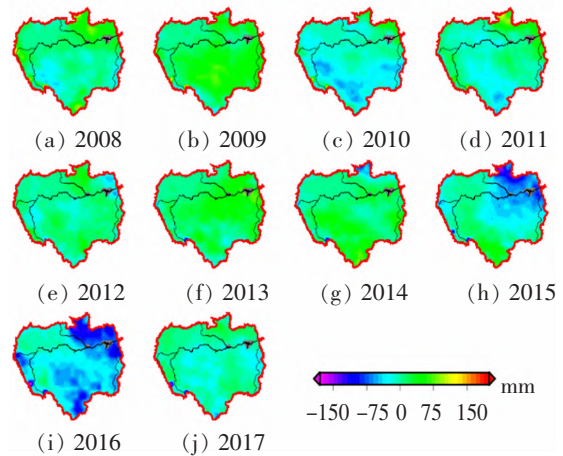 (a) 2008 (b) 2009 (c) 2010 (d) 2011
(e) 2012 (f) 2013 (g) 2014 (h) 2015
mm
−150 −75 0 75 150
(i) 2016 (j) 2017